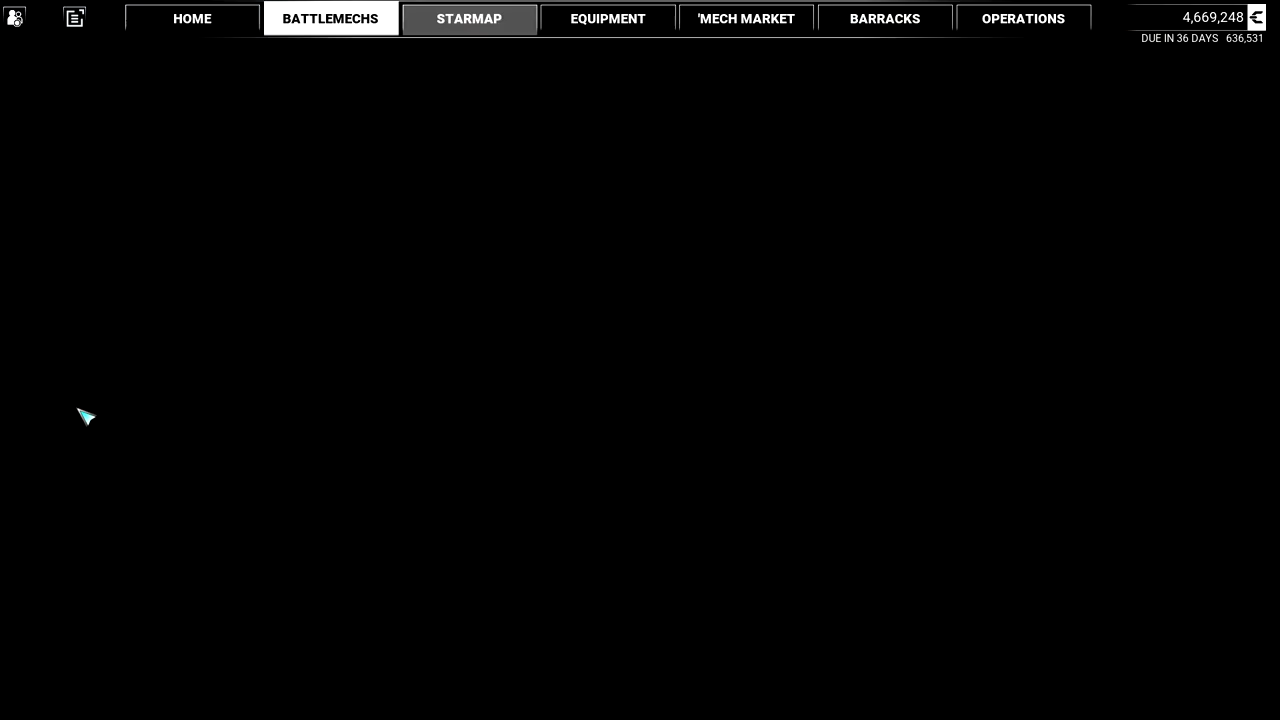 HOME
BATTLEMECHS
STARMAP
EQUIPMENT
'MECH MARKET
BARRACKS
OPERATIONS
4,669,248
DUE IN 36 DAYS 636,531